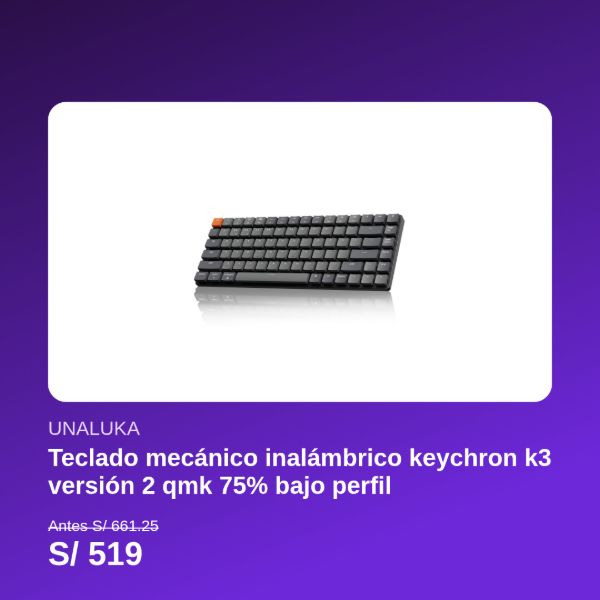 UNALUKA
Teclado mecánico inalámbrico keychron k3
versión 2 qmk 75% bajo perfil
Antes S/ 661.25
S/ 519